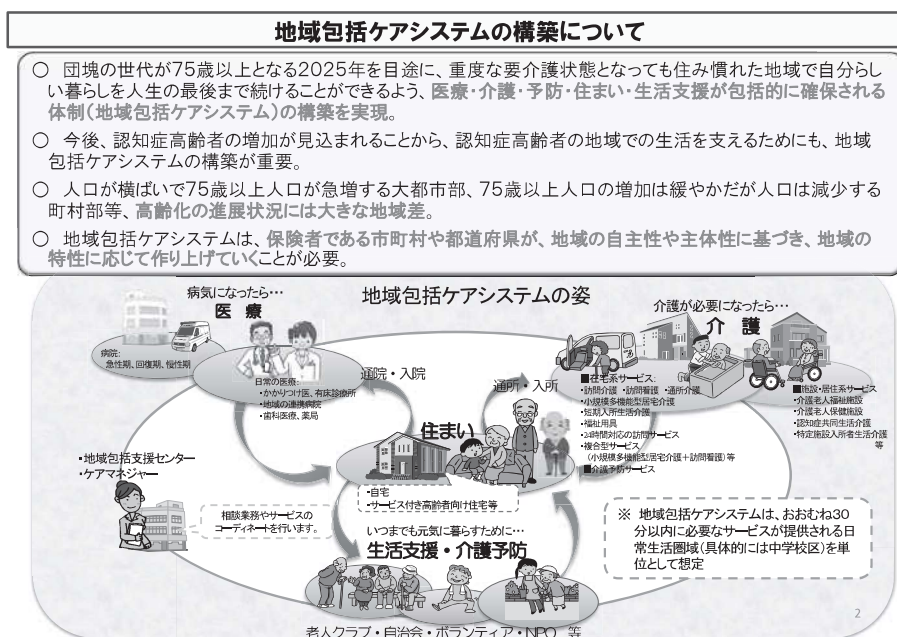 地域包括ケアシステムの構築について
○ 団塊の世代が75歳以上となる2025年を目途に、重度な要介護状態となっても住み慣れた地域で自分らし
い暮らしを人生の最後まで続けることができるよう、医療・介護・予防・住まい・生活支援が包括的に確保される
体制(地域包括ケアシステム)の構築を実現。
○ 今後、認知症高齢者の増加が見込まれることから、認知症高齢者の地域での生活を支えるためにも、地域
包括ケアシステムの構築が重要。
○ 人口が横ばいで75歳以上人口が急増する大都市部、75歳以上人口の増加は緩やかだが人口は減少する
町村部等、高齢化の進展状況には大きな地域差。
○ 地域包括ケアシステムは、保険者である市町村や都道府県が、地域の自主性や主体性に基づき、地域の
特性に応じて作り上げていくことが必要。
地域包括ケアシステムの姿
病気になったら…
医 療
病院:
急性期、回復期、慢性期
日常の医療:
・かかりつけ医、有床診療所
・地域の連携病院
・歯科医療、薬局
通院・入院
通所・入所
介護が必要になったら…
介 護
■在宅系サービス:
・訪問介護 ・訪問看護 ・通所介護
・小規模多機能型居宅介護
・短期入所生活介護
・福祉用具
・24時間対応の訪問サービス
・複合型サービス
(小規模多機能型居宅介護+訪問看護)等
■介護予防サービス
■施設・居住系サービス
・介護老人福祉施設
・介護老人保健施設
・認知症共同生活介護
・特定施設入所者生活介護
等
住まい
・自宅
・サービス付き高齢者向け住宅等
・地域包括支援センター
・ケアマネジャー
相談業務やサービスの
コーディネートを行います。
いつまでも元気に暮らすために…
生活支援・介護予防
老人クラブ・自治会・ボランティア・NPO 等
※ 地域包括ケアシステムは、おおむね30
分以内に必要なサービスが提供される日
常生活圏域(具体的には中学校区)を単
位として想定
2